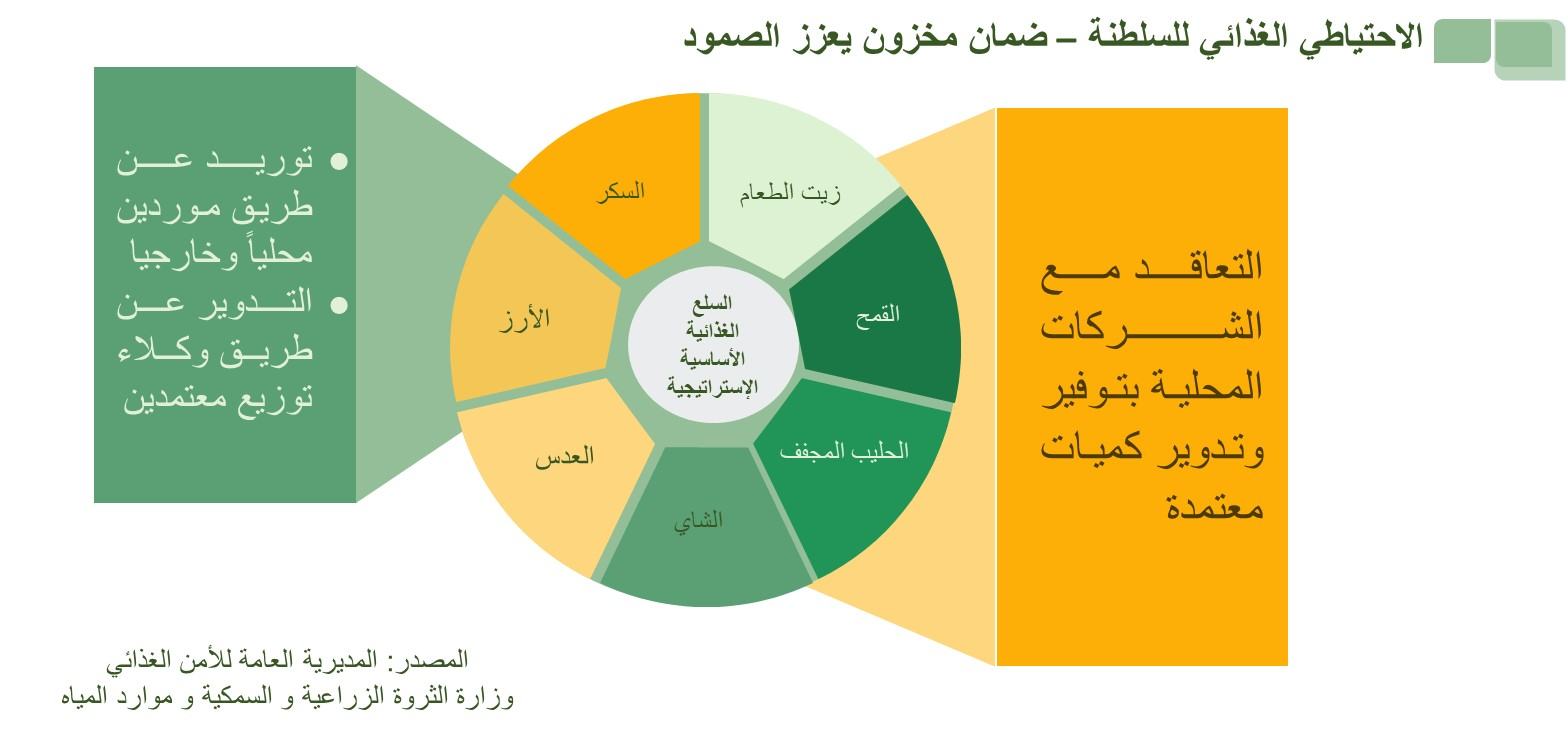 الاحتياطي الغذائي للسلطنة – ضمان مخزون يعزز الصمود
التعاقد مع
الشركات
المحلية بتوفير
وتدوير كميات
معتمدة
زيت الطعام
القمح
الحليب المجفف
الشاي
العدس
الأرز
السكر
السلع
الغذائية
الأساسية
الإستراتيجية
● توريد عن
طريق موردين
محلياً وخارجيا
● التدوير عن
طريق وكلاء
توزيع معتمدين
المصدر: المديرية العامة للأمن الغذائي
وزارة الثروة الزراعية و السمكية و موارد المياه